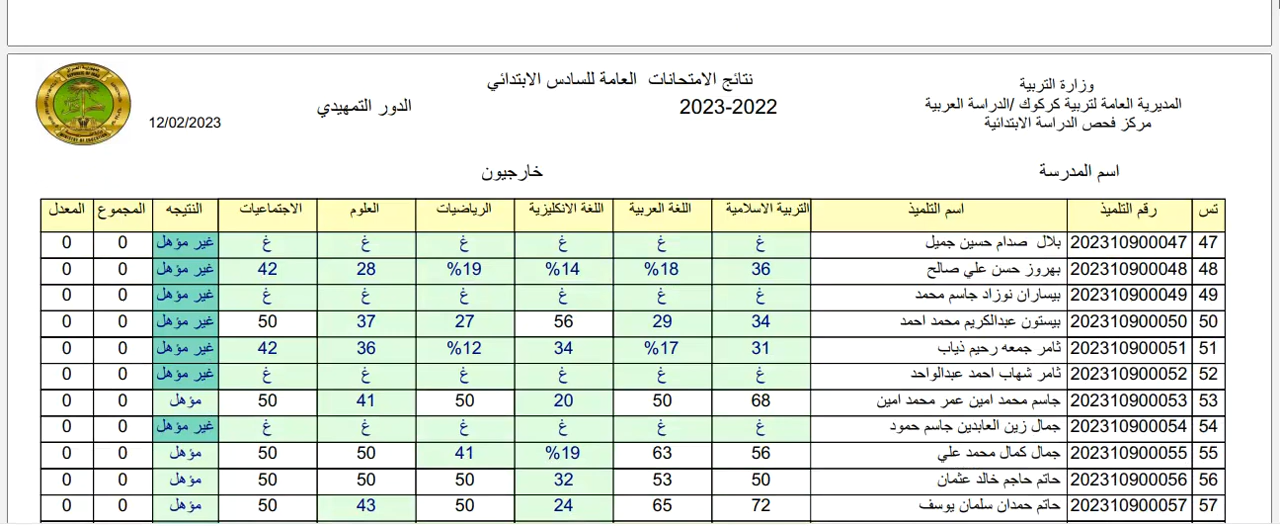 وزارة التربية
المديرية العامة لتربية كركوك /الدراسة العربية
مركز فحص الدراسة الابتدائية
نتائج الامتحانات العامة للسادس الابتدائي
2023-2022
الدور التمهيدي
12/02/2023
اسم المدرسة خارجيون
تس رقم التلميذ اسم التلميذ التربية الاسلامية اللغة العربية اللغة الانكليزية الرياضيات العلوم الاجتماعيات النتيجه المجموع المعدل
47 202310900047 بلال صدام حسين جميل غ غ غ غ غ غ غير مؤهل 0 0
48 202310900048 بهروز حسن علي صالح 36 %18 %14 %19 28 42 غير مؤهل 0 0
49 202310900049 بيساران نوزاد جاسم محمد غ غ غ غ غ غ غير مؤهل 0 0
50 202310900050 بيستون عبدالكريم محمد احمد 34 29 56 27 37 50 غير مؤهل 0 0
51 202310900051 ثامر جمعه رحيم ذياب 31 %17 34 %12 36 42 غير مؤهل 0 0
52 202310900052 ثامر شهاب احمد عبدالواحد غ غ غ غ غ غ غير مؤهل 0 0
53 202310900053 جاسم محمد امين عمر محمد امين 68 50 20 50 41 50 مؤهل 0 0
54 202310900054 جمال زين العابدين جاسم حمود غ غ غ غ غ غ غير مؤهل 0 0
55 202310900055 جمال كمال محمد علي 56 63 %19 41 50 50 مؤهل 0 0
56 202310900056 حاتم حاجم خالد عثمان 50 53 32 50 50 50 مؤهل 0 0
57 202310900057 حاتم حمدان سلمان يوسف 72 65 24 50 43 50 مؤهل 0 0